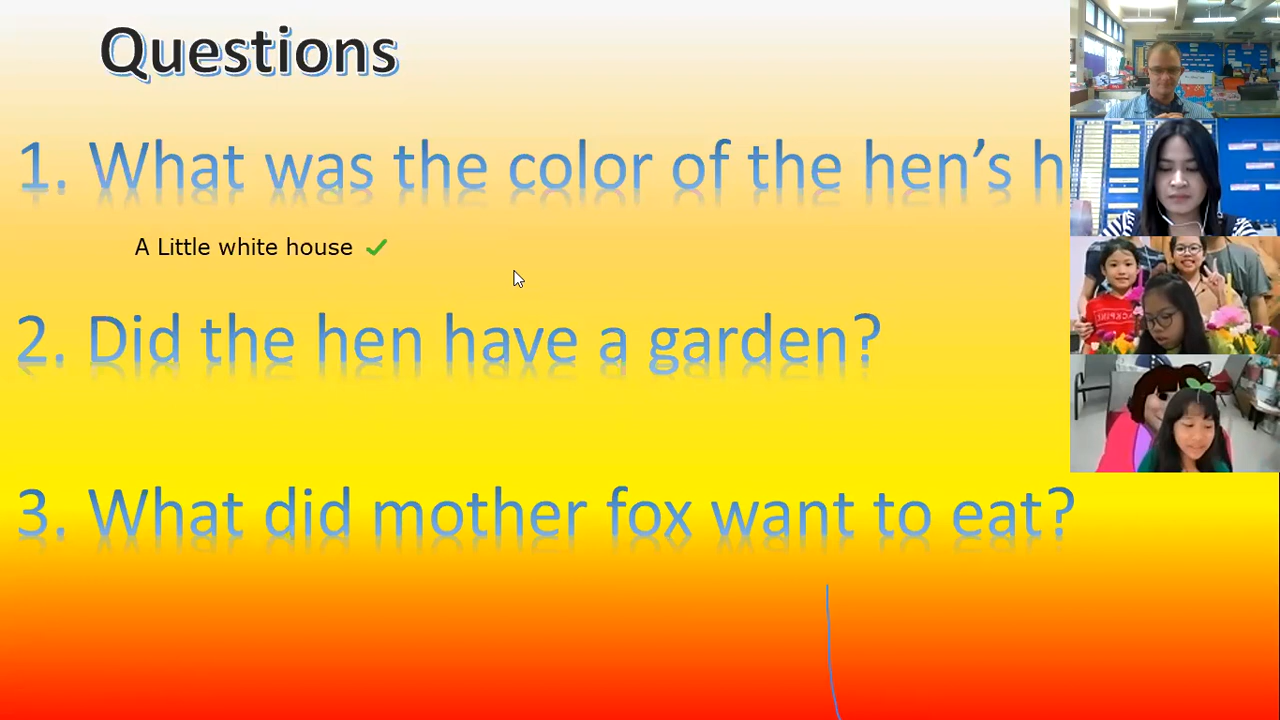 Questions
1. What was the color of the hen's h
A Little white house
2. Did the hen have a garden?
3. What did mother fox want to eat?